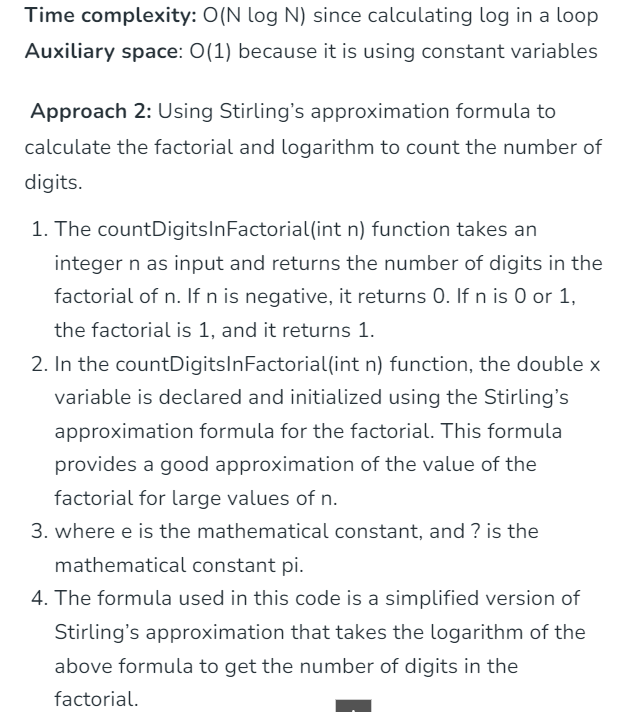 Time complexity: O(N log N) since calculating log in a loop
Auxiliary space: O(1) because it is using constant variables
Approach 2: Using Stirling's approximation formula to
calculate the factorial and logarithm to count the number of
digits.
1. The countDigitsInFactorial(int n) function takes an
integer n as input and returns the number of digits in the
factorial of n. If n is negative, it returns 0. If n is 0 or 1,
the factorial is 1, and it returns 1.
2. In the countDigitsInFactorial(int n) function, the double x
variable is declared and initialized using the Stirling's
approximation formula for the factorial. This formula
provides a good approximation of the value of the
factorial for large values of n.
3. where e is the mathematical constant, and ? is the
mathematical constant pi.
4. The formula used in this code is a simplified version of
Stirling's approximation that takes the logarithm of the
above formula to get the number of digits in the
factorial.